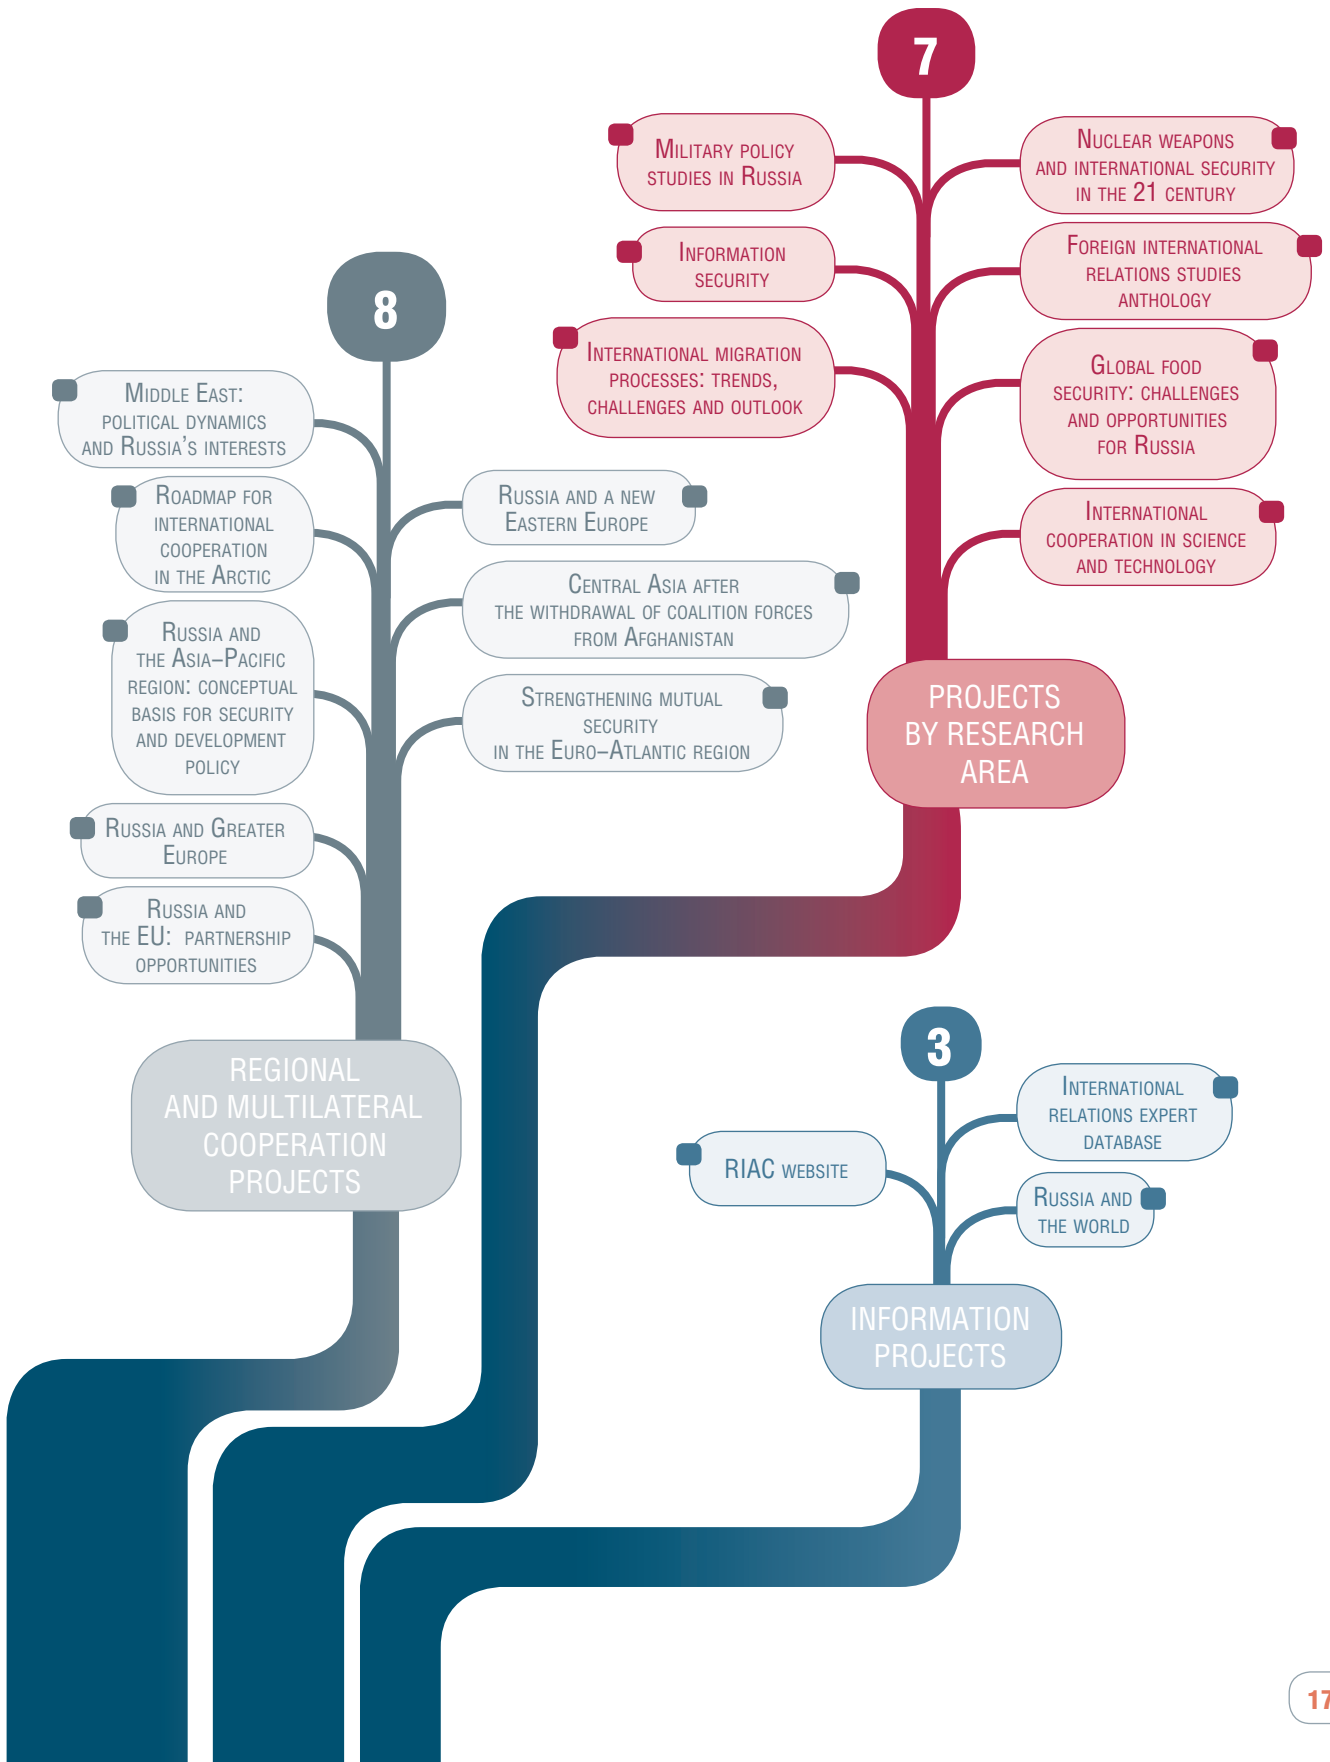 7
Military policy
studies in Russia
Information
security
International migration
processes: trends,
challenges and outlook
Nuclear weapons
and international security
in the 21 century
Foreign international
relations studies
anthology
Global food
security: challenges
and opportunities
for Russia
International
cooperation in science
and technology
PROJECTS
BY RESEARCH
AREA
8
Middle East:
political dynamics
and Russia's interests
Roadmap for
international
cooperation
in the Arctic
Russia and
the Asia–Pacific
region: conceptual
basis for security
and development
policy
Russia and Greater
Europe
Russia and
the EU: partnership
opportunities
Russia and a new
Eastern Europe
Central Asia after
the withdrawal of coalition forces
from Afghanistan
Strengthening mutual
security
in the Euro–Atlantic region
REGIONAL
AND MULTILATERAL
COOPERATION
PROJECTS
3
RIAC website
International
relations expert
database
Russia and
the world
INFORMATION
PROJECTS
17